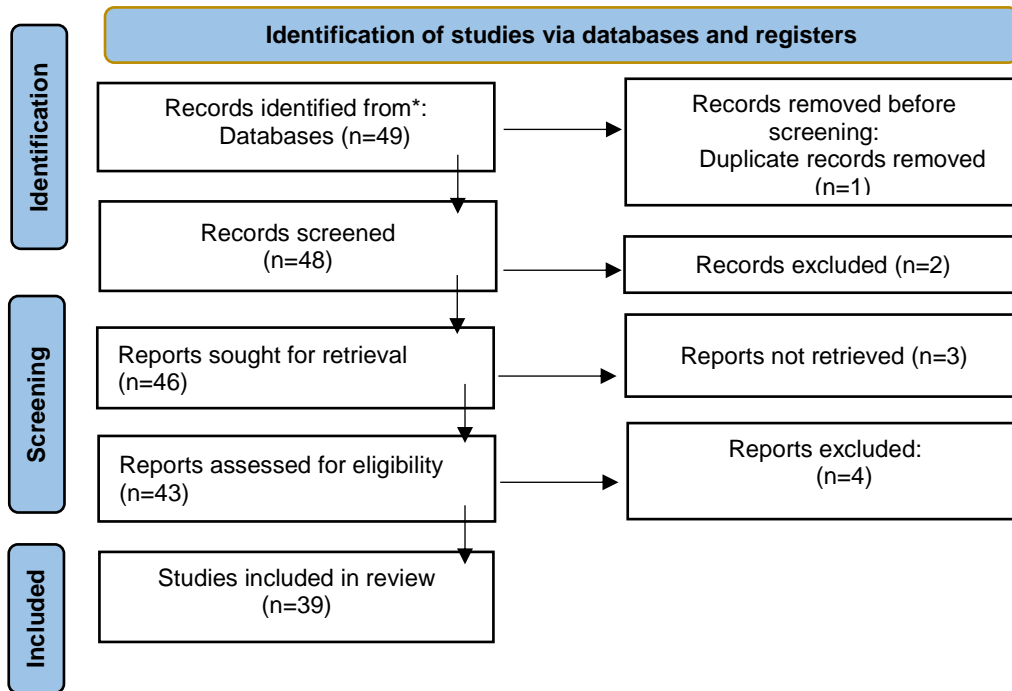 Identification of studies via databases and registers
Identification
Records identified from*:
Databases (n=49)
Records removed before
screening:
Duplicate records removed
(n=1)
Records screened
(n=48)
Records excluded (n=2)
Screening
Reports sought for retrieval
(n=46)
Reports not retrieved (n=3)
Reports assessed for eligibility
(n=43)
Reports excluded:
(n=4)
Included
Studies included in review
(n=39)